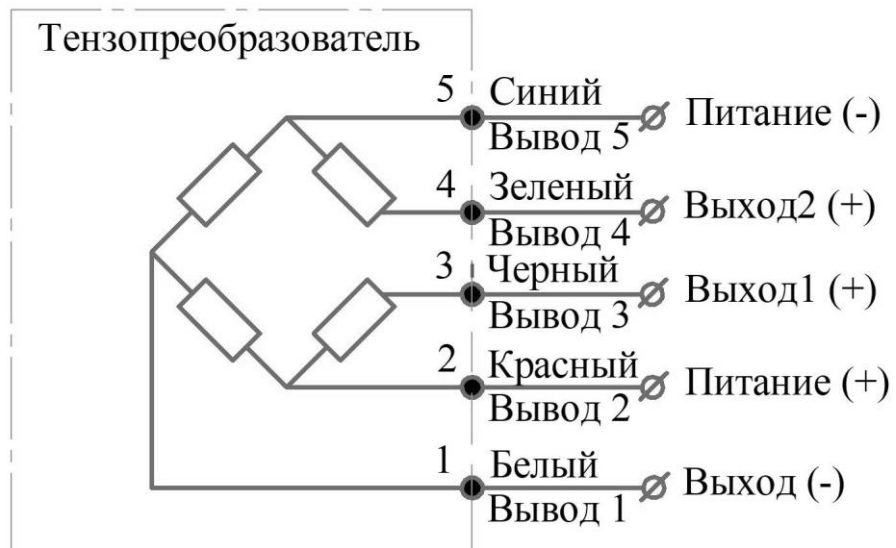 Тензопреобразователь
5 Синий
Вывод 5
Питание (-)
4 Зеленый
Вывод 4
Выход2 (+)
3 Черный
Вывод 3
Выход1 (+)
2 Красный
Вывод 2
Питание (+)
1 Белый
Вывод 1
Выход (-)